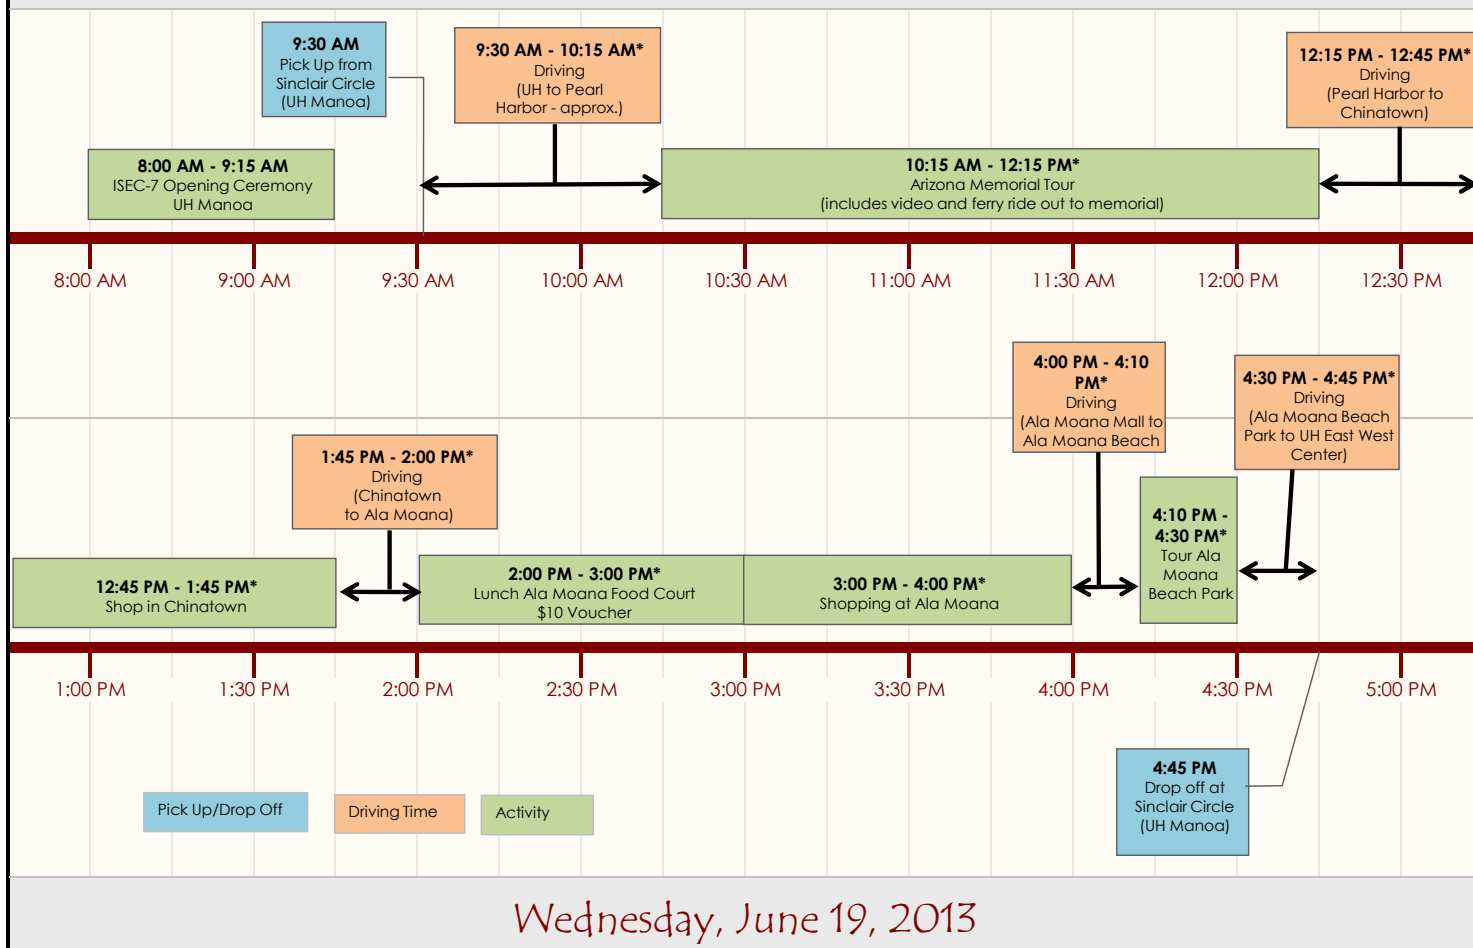 9:30 AM
Pick Up from
Sinclair Circle
(UH Manoa)
9:30 AM - 10:15 AM*
Driving
(UH to Pearl
Harbor - approx.)
12:15 PM - 12:45 PM*
Driving
(Pearl Harbor to
Chinatown)
8:00 AM - 9:15 AM
ISEC-7 Opening Ceremony
UH Manoa
10:15 AM - 12:15 PM*
Arizona Memorial Tour
(includes video and ferry ride out to memorial)
8:00 AM
9:00 AM
9:30 AM
10:00 AM
10:30 AM
11:00 AM
11:30 AM
12:00 PM
12:30 PM
4:00 PM - 4:10
PM*
Driving
(Ala Moana Mall to
Ala Moana Beach
4:30 PM - 4:45 PM*
Driving
(Ala Moana Beach
Park to UH East West
Center)
1:45 PM - 2:00 PM*
Driving
(Chinatown
to Ala Moana)
4:10 PM -
4:30 PM*
Tour Ala
Moana
Beach Park
12:45 PM - 1:45 PM*
Shop in Chinatown
2:00 PM - 3:00 PM*
Lunch Ala Moana Food Court
$10 Voucher
3:00 PM - 4:00 PM*
Shopping at Ala Moana
1:00 PM
1:30 PM
2:00 PM
2:30 PM
3:00 PM
3:30 PM
4:00 PM
4:30 PM
5:00 PM
4:45 PM
Drop off at
Sinclair Circle
(UH Manoa)
Pick Up/Drop Off
Driving Time
Activity
Wednesday, June 19, 2013